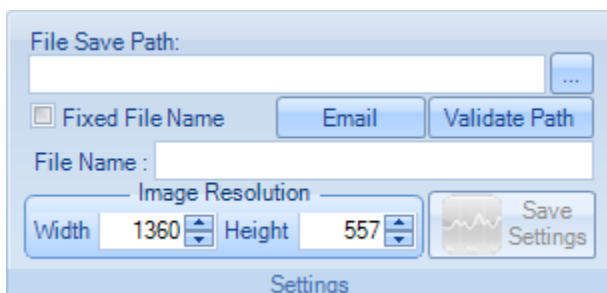 File Save Path:
...
Fixed File Name Email Validate Path
File Name :
Image Resolution
Width 1360 Height 557
Save
Settings
Settings